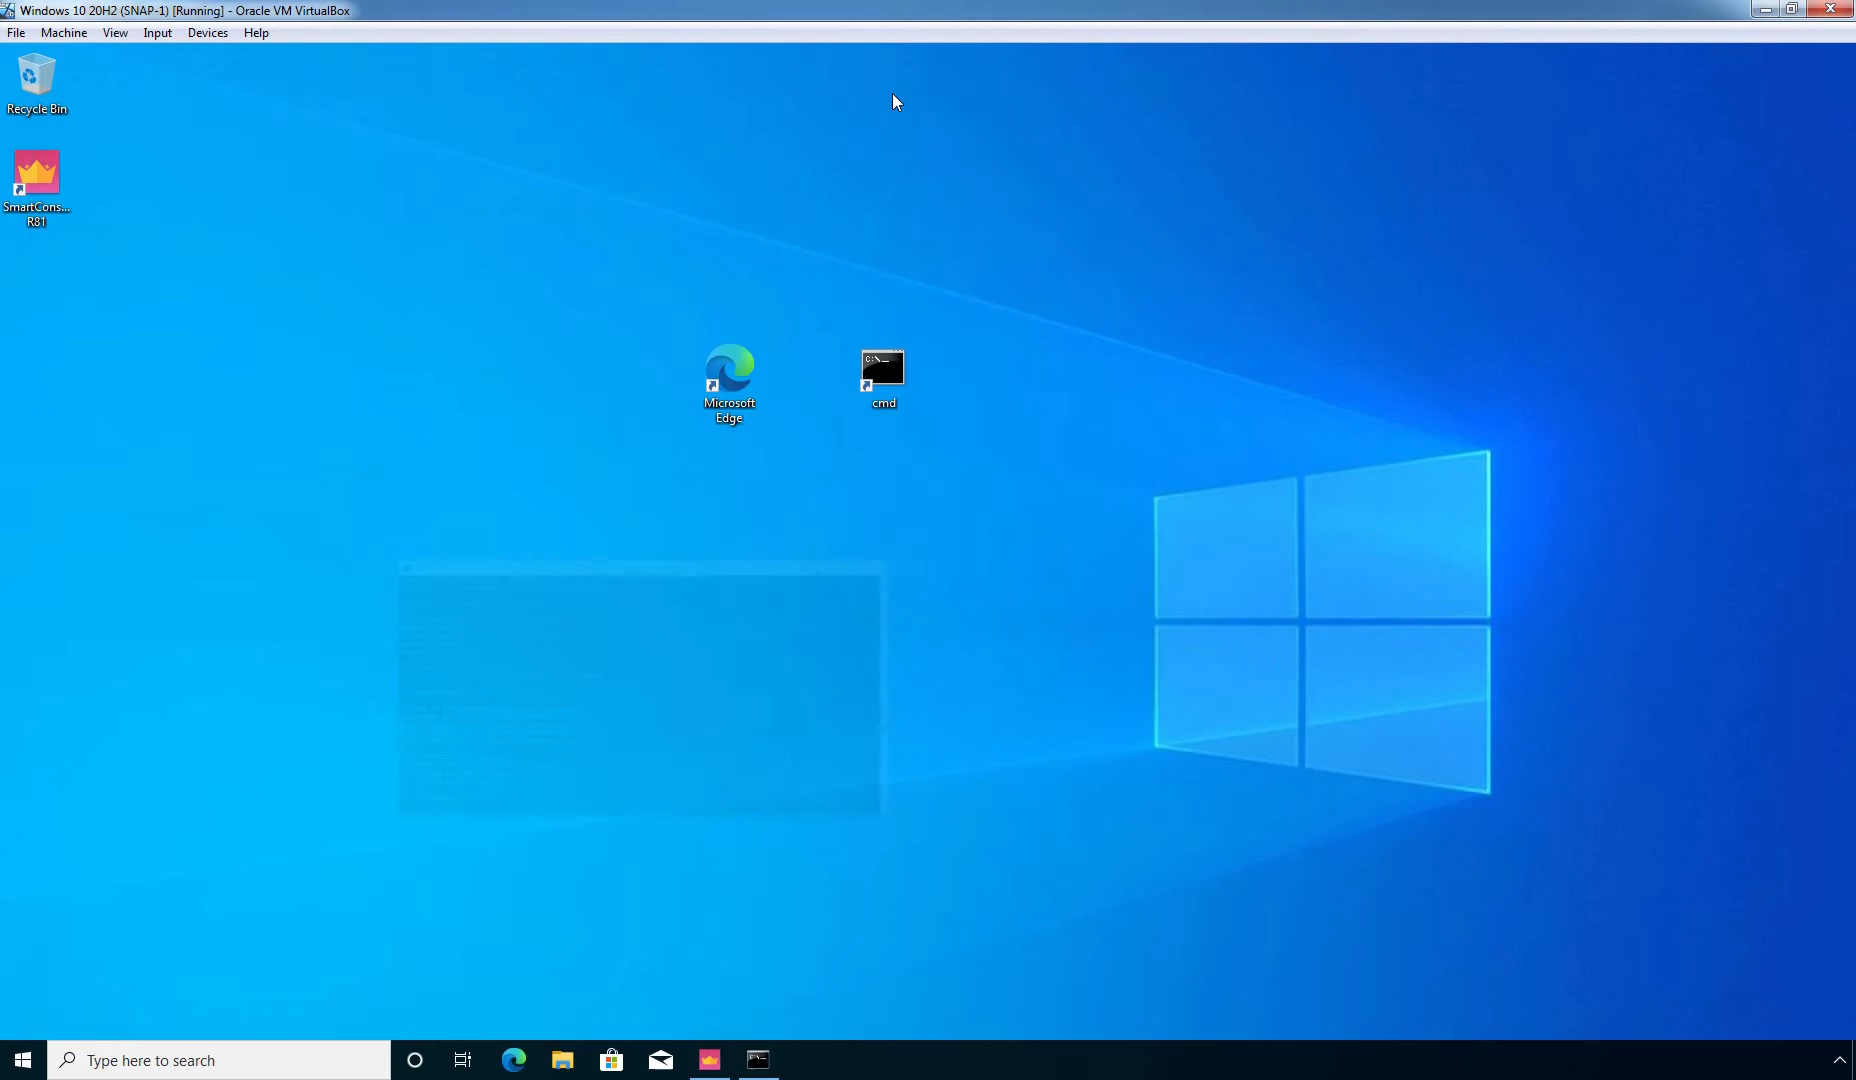 Windows 10 20H2 (SNAP-1) [Running] - Oracle VM VirtualBox
File Machine View Input Devices Help
Recycle Bin
SmartCons...
R81
Microsoft
Edge
C:\_
cmd
Type here to search